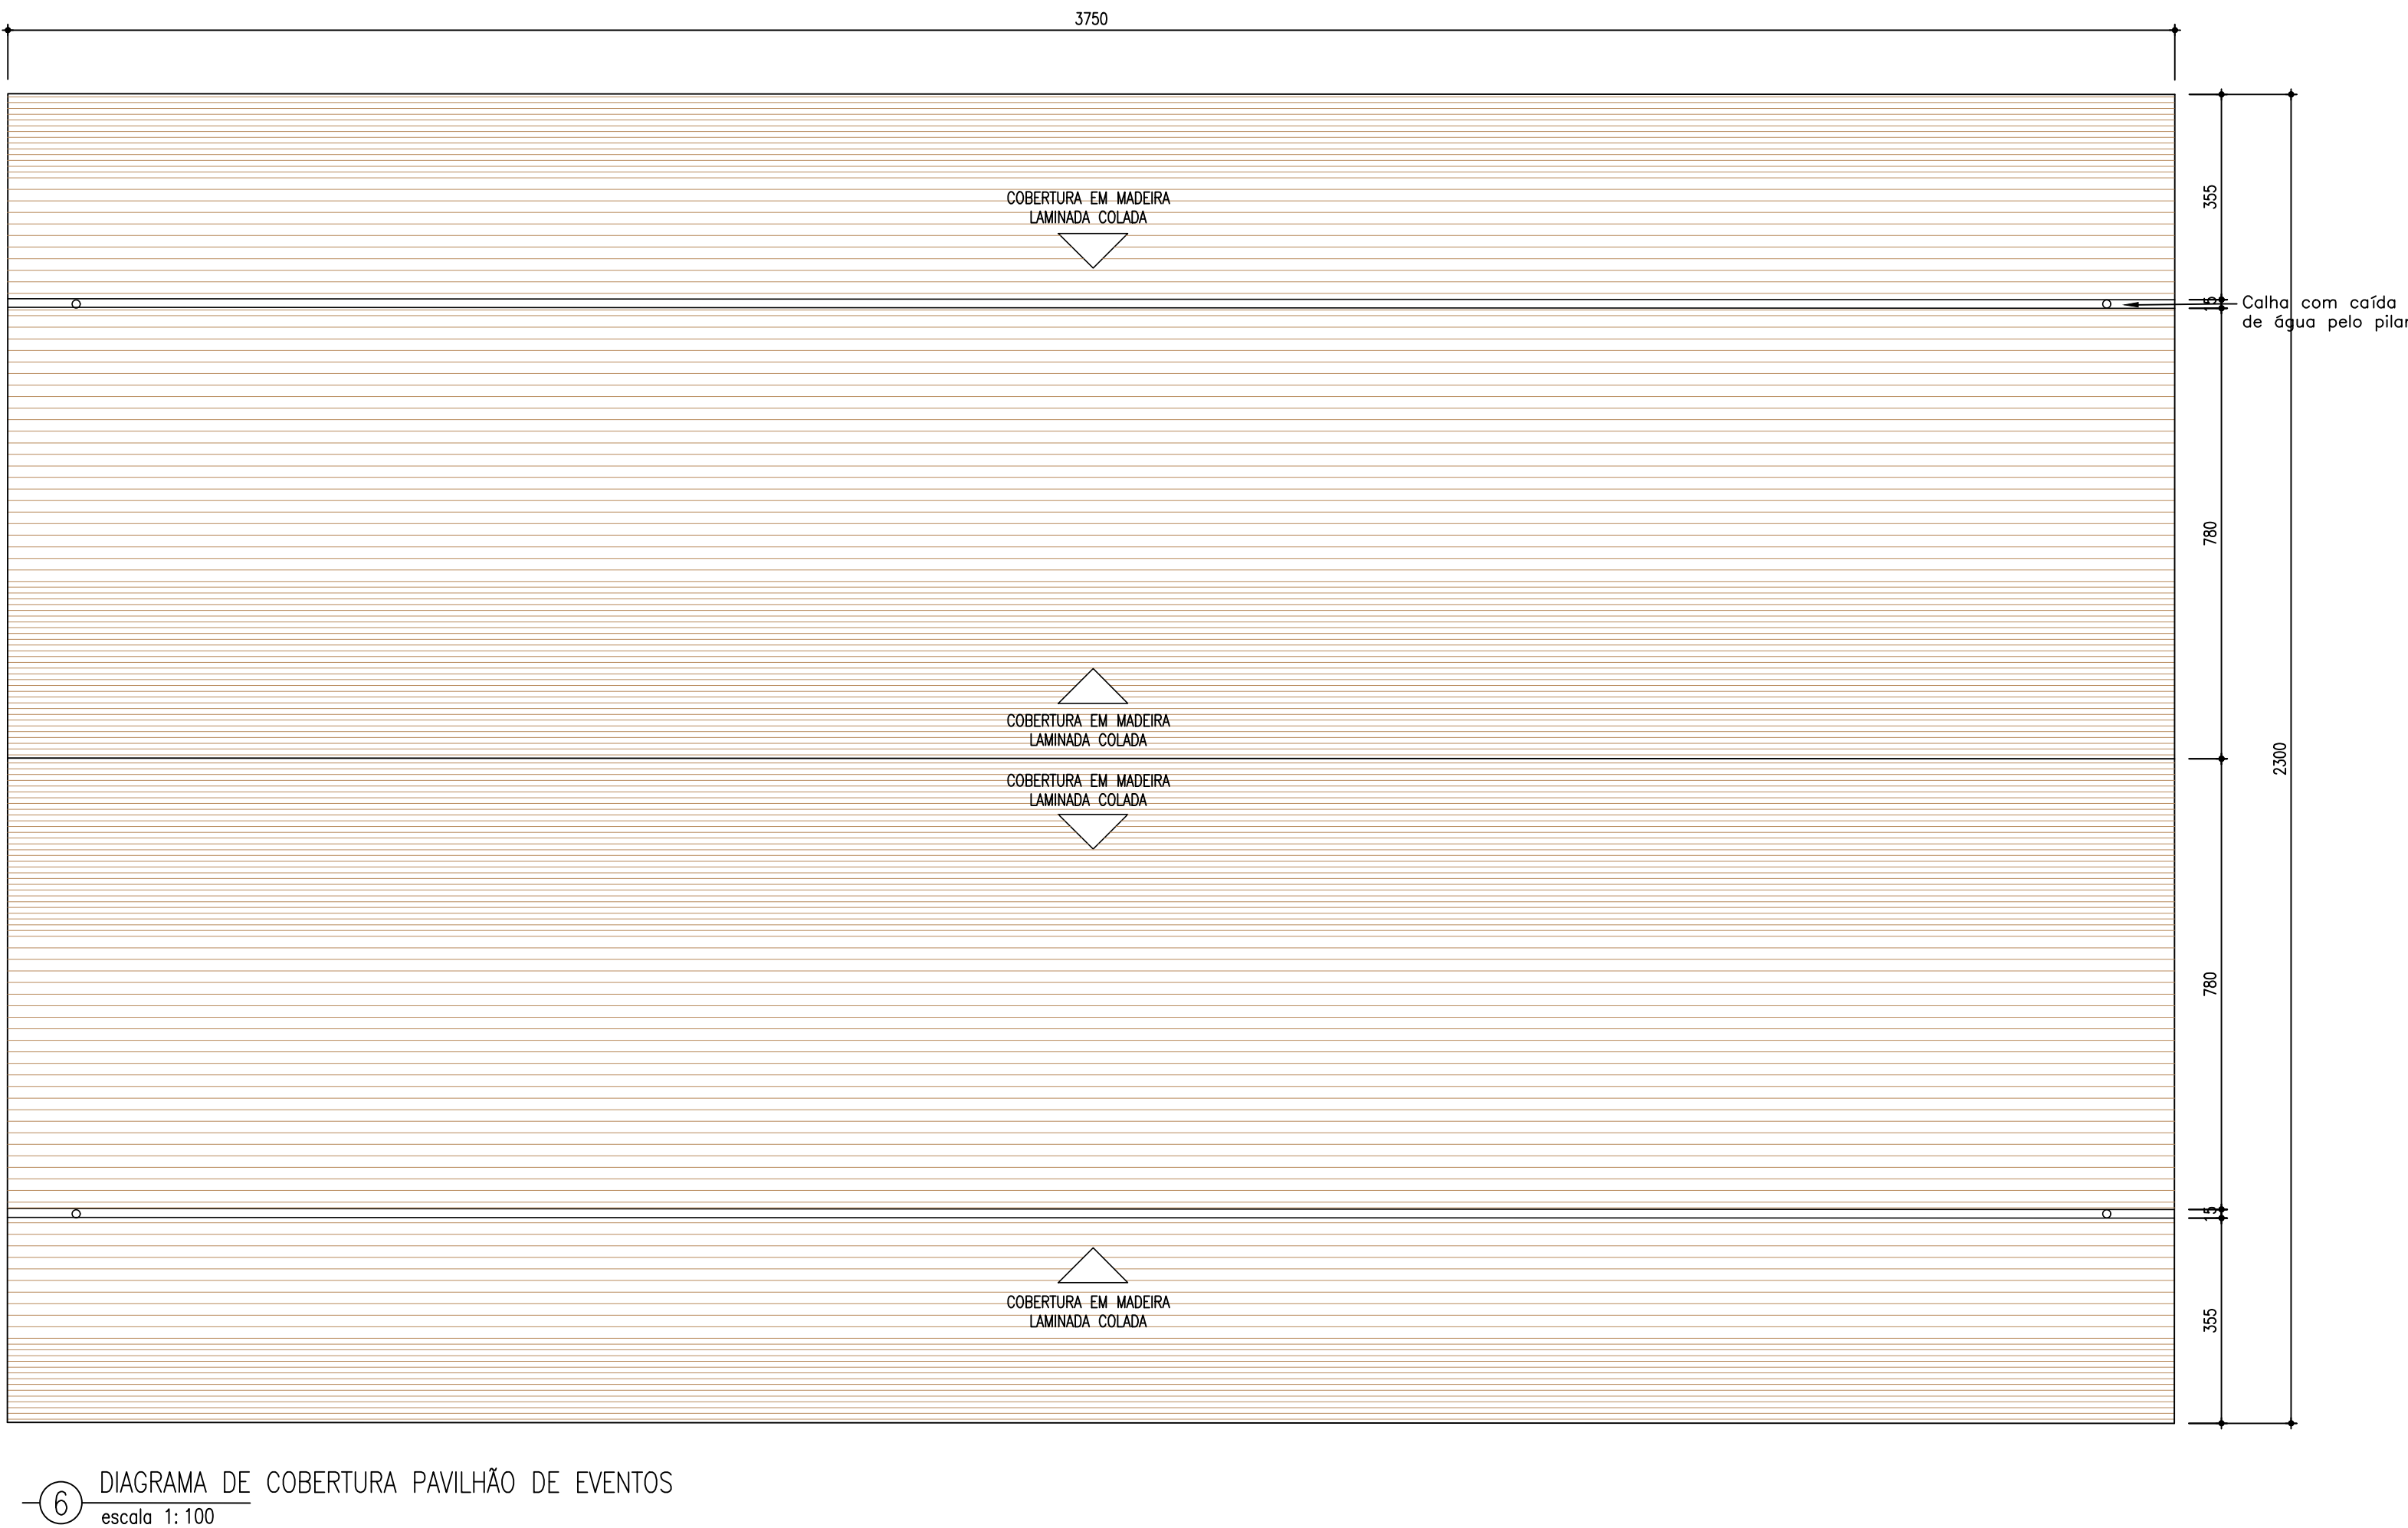 3750
COBERTURA EM MADEIRA
LAMINADA COLADA
355
15
Calha com caída
de água pelo pilar
780
COBERTURA EM MADEIRA
LAMINADA COLADA
2300
COBERTURA EM MADEIRA
LAMINADA COLADA
780
15
COBERTURA EM MADEIRA
LAMINADA COLADA
355
6
DIAGRAMA DE COBERTURA PAVILHÃO DE EVENTOS
escala 1: 100